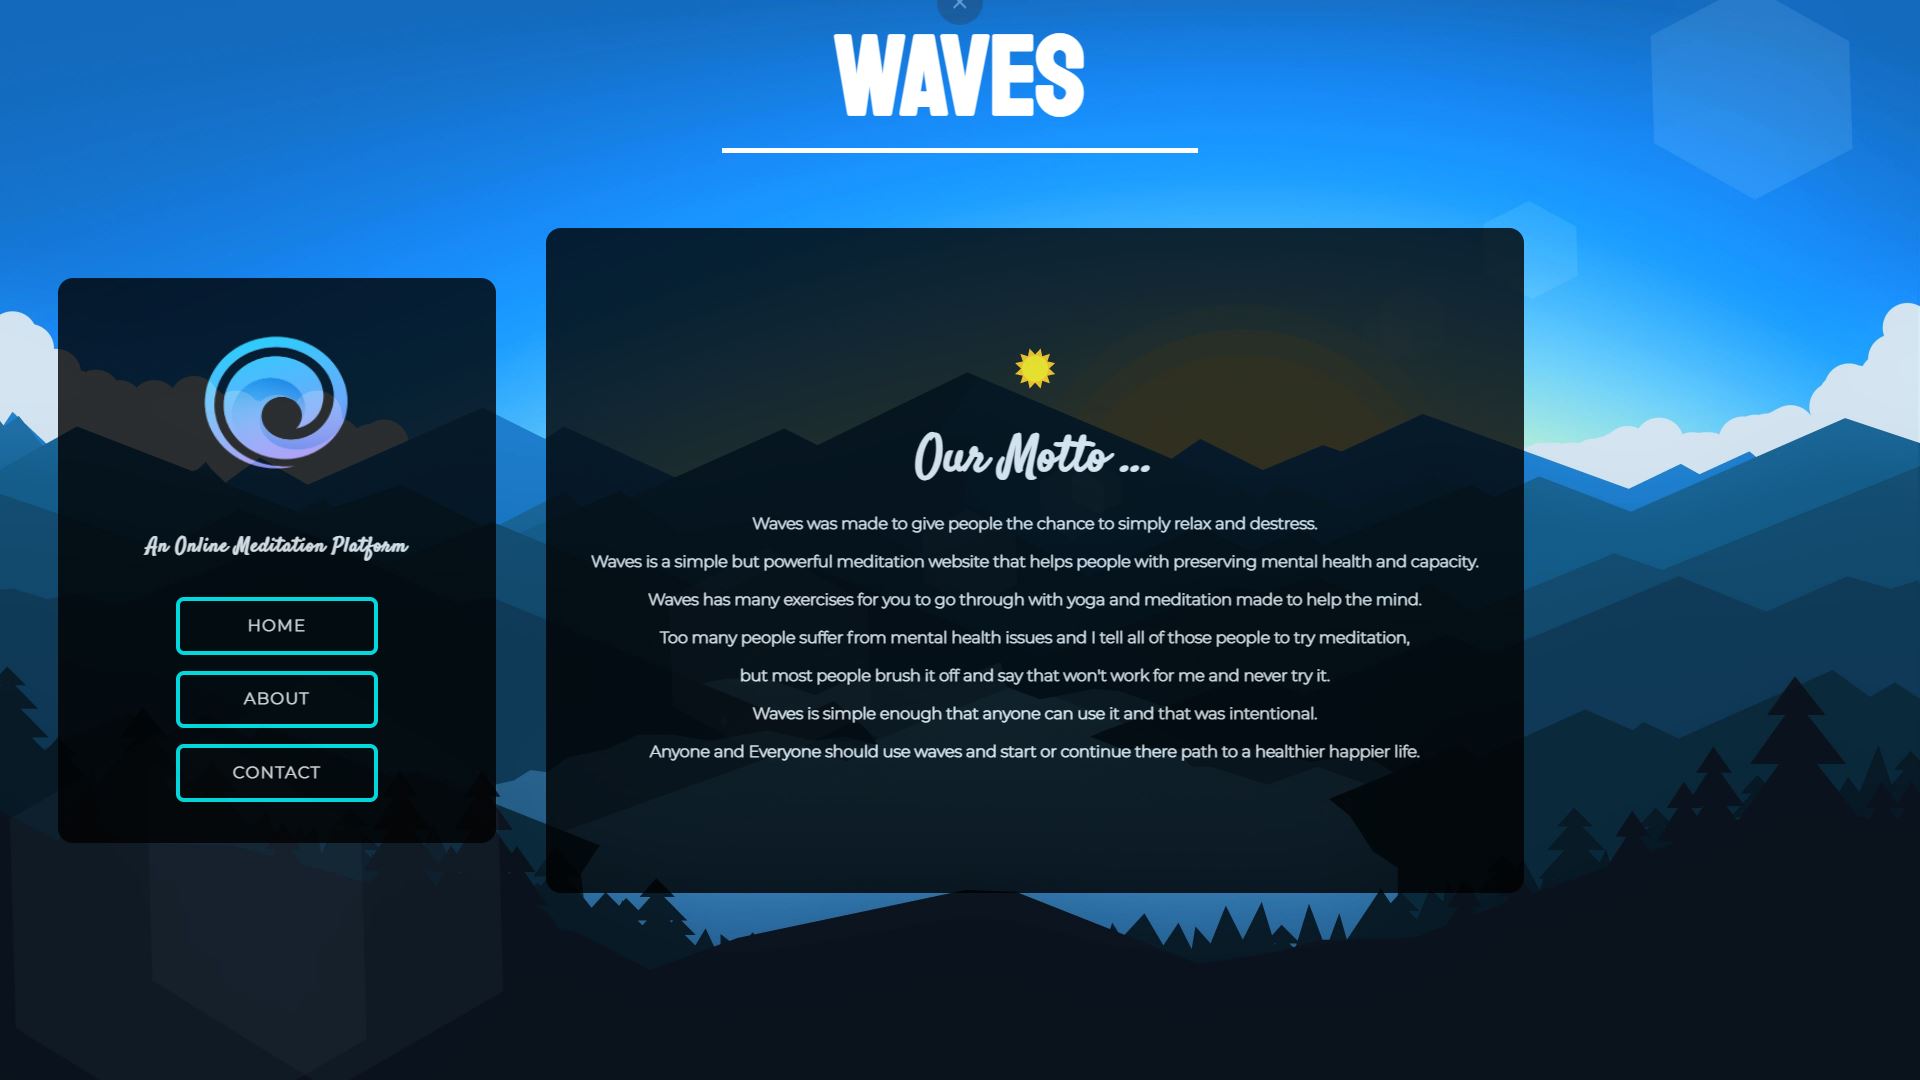 WAVES
An Online Meditation Platform
HOME
ABOUT
CONTACT
Our Motto ...
Waves was made to give people the chance to simply relax and destress.
Waves is a simple but powerful meditation website that helps people with preserving mental health and capacity.
Waves has many exercises for you to go through with yoga and meditation made to help the mind.
Too many people suffer from mental health issues and I tell all of those people to try meditation,
but most people brush it off and say that won't work for me and never try it.
Waves is simple enough that anyone can use it and that was intentional.
Anyone and Everyone should use waves and start or continue there path to a healthier happier life.